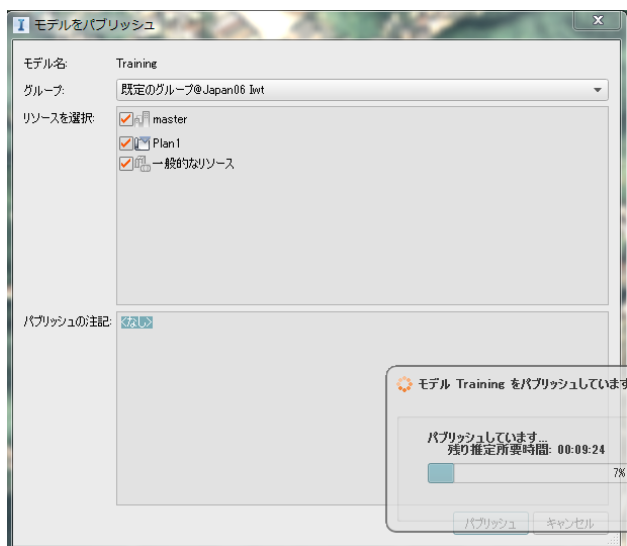 モデルをパブリッシュ
モデル名: Training
グループ: 既定のグループ@Japan06 Iwt
リソースを選択: master
Plan1
一般的なリソース
パブリッシュの注記: <なし>
モデル Training をパブリッシュしています
パブリッシュしています...
残り推定所要時間: 00:09:24
7%
パブリッシュ キャンセル